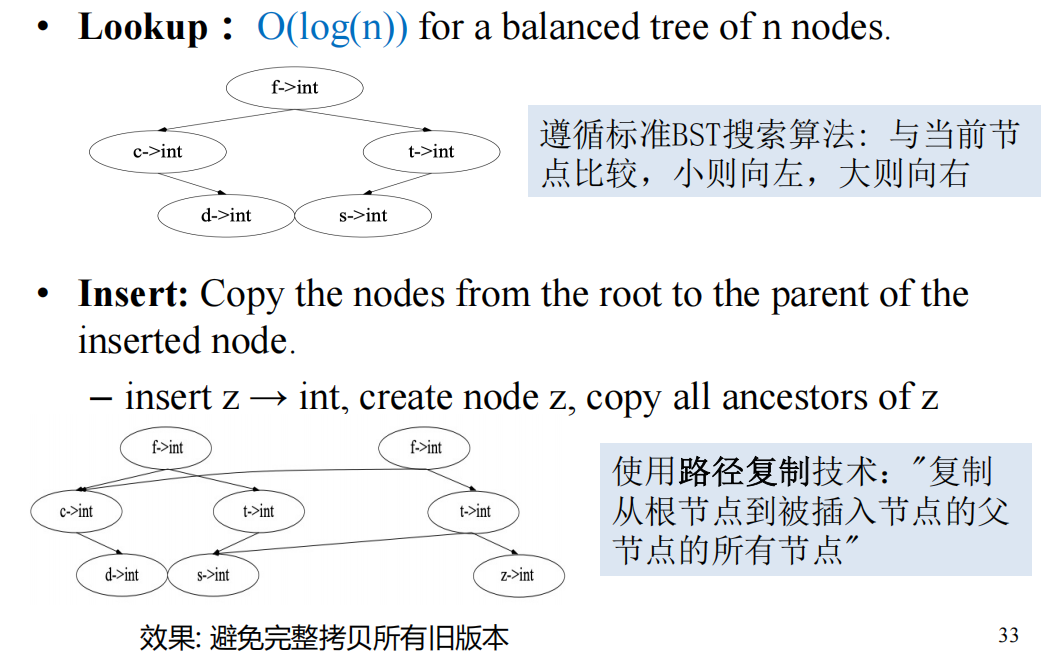 • Lookup： O(log(n)) for a balanced tree of n nodes.
f->int
c->int
t->int
d->int
s->int
遵循标准BST搜索算法: 与当前节
点比较，小则向左，大则向右
• Insert: Copy the nodes from the root to the parent of the
inserted node.
– insert z → int, create node z, copy all ancestors of z
f->int
f->int
c->int
t->int
t->int
d->int
s->int
z->int
使用路径复制技术："复制
从根节点到被插入节点的父
节点的所有节点"
效果: 避免完整拷贝所有旧版本
33